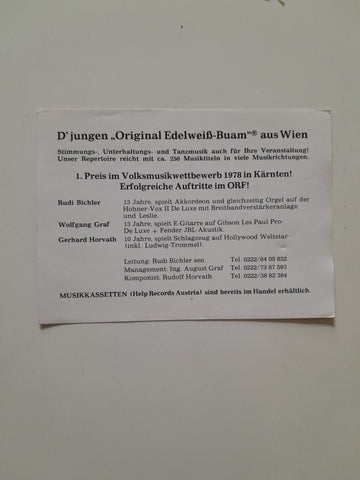 D' jungen „Original Edelweiß-Buam“® aus Wien
Stimmungs-, Unterhaltungs- und Tanzmusik auch für Ihre Veranstaltung!
Unser Repertoire reicht mit ca. 250 Musiktiteln in viele Musikrichtungen.
1. Preis im Volksmusikwettbewerb 1978 in Kärnten!
Erfolgreiche Auftritte im ORF!
Rudi Bichler 13 Jahre, spielt Akkordeon und gleichzeitig Orgel auf der
Hohner-Vox II De Luxe mit Breitbandverstärkeranlage
und Leslie.
Wolfgang Graf 13 Jahre, spielt E-Gitarre auf Gibson Les Paul Pro-
De Luxe + Fender JBL-Akustik.
Gerhard Horvath 10 Jahre, spielt Schlagzeug auf Hollywood Weltstar
(inkl. Ludwig-Trommel).
Leitung: Rudi Bichler sen. Tel. 0222/64 05 832
Management: Ing. August Graf Tel. 0222/73 87 593
Komponist: Rudolf Horvath Tel. 0222/38 82 384
MUSIKKASSETTEN (Help Records Austria) sind bereits im Handel erhältlich.